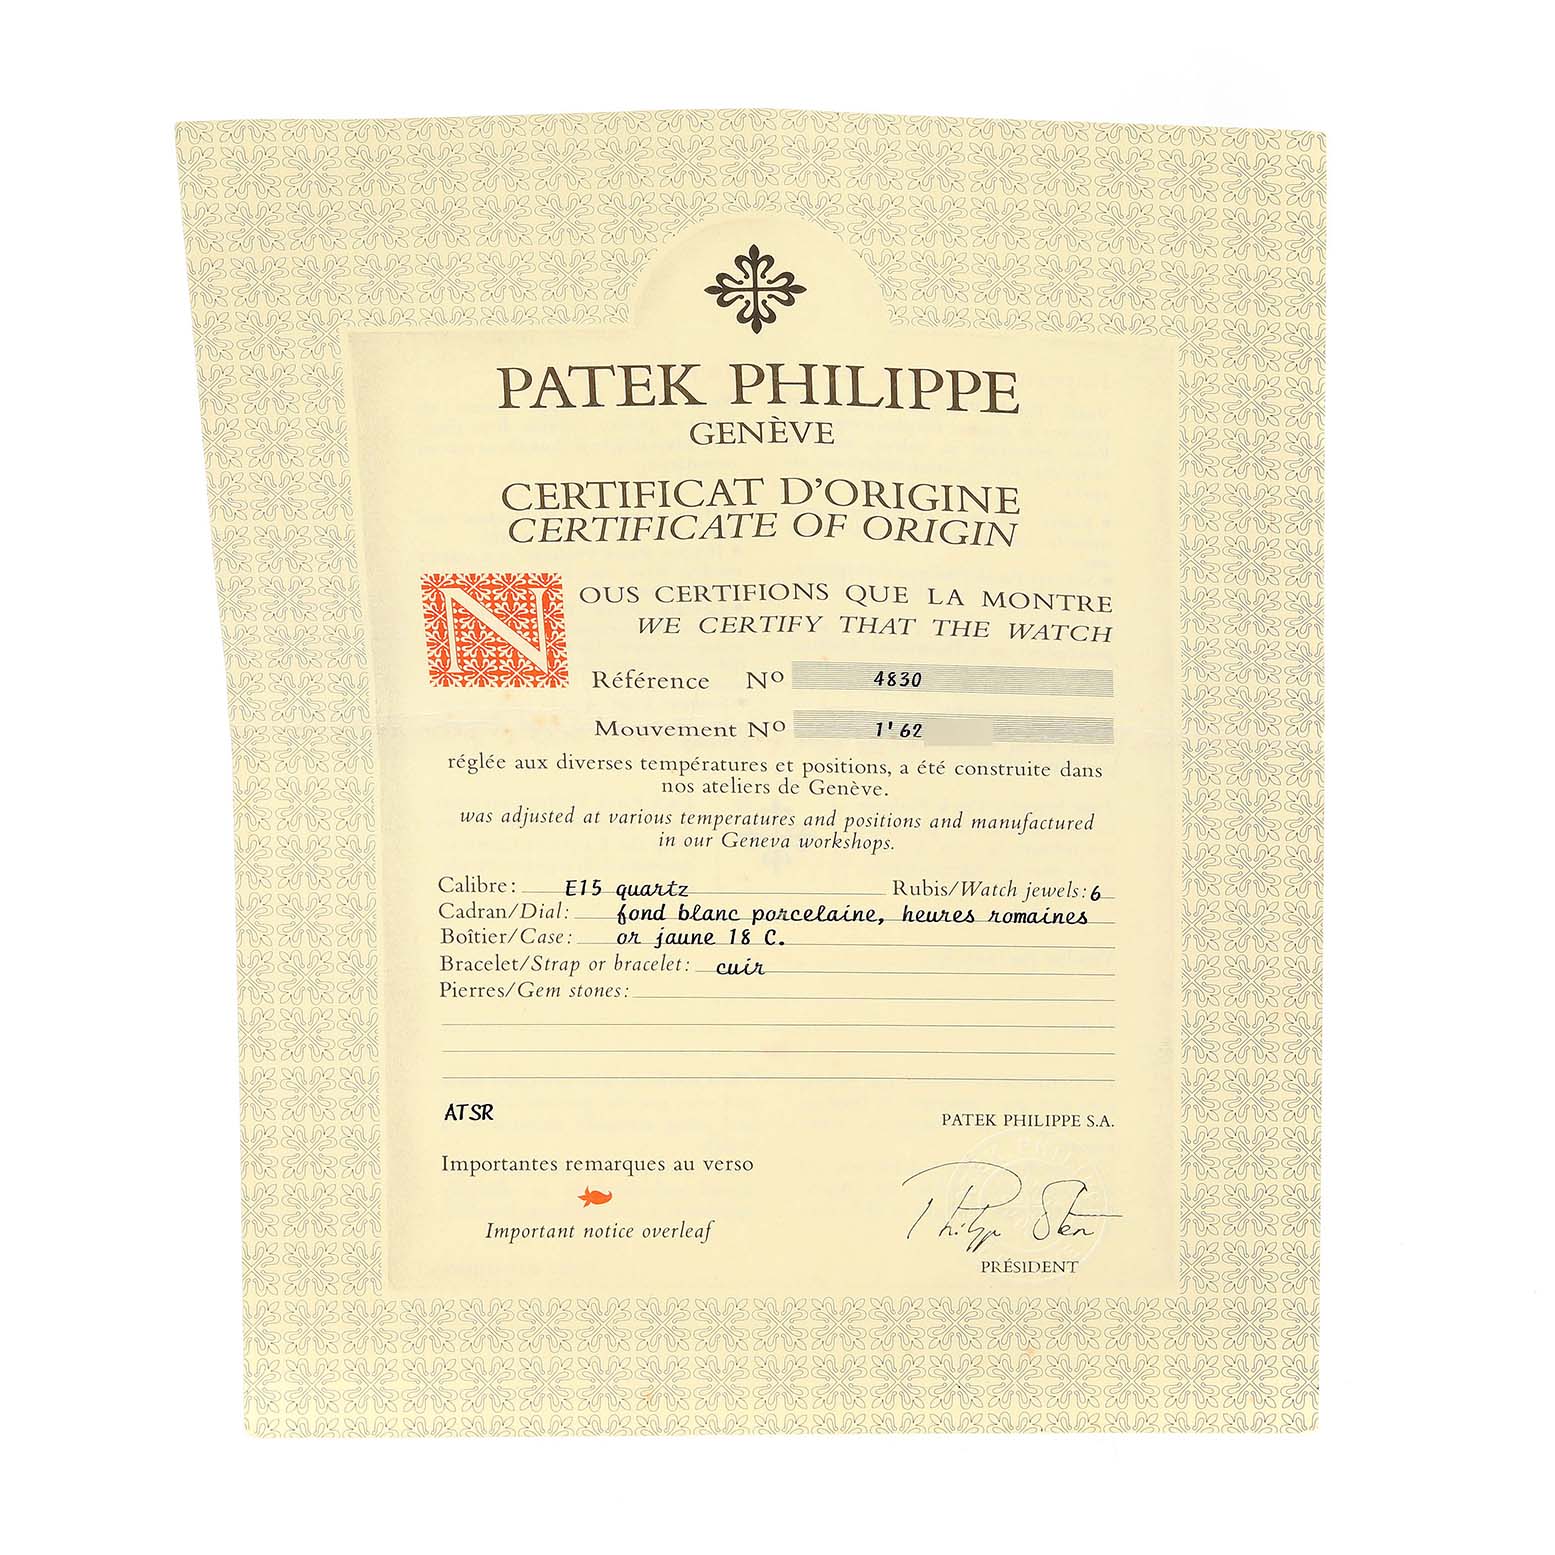 PATEK PHILIPPE
GENÈVE
CERTIFICAT D'ORIGINE
CERTIFICATE OF ORIGIN
NOUS CERTIFIONS QUE LA MONTRE
WE CERTIFY THAT THE WATCH
Référence Nº 4830
Mouvement Nº 1'62
réglée aux diverses températures et positions, a été construite dans
nos ateliers de Genève.
was adjusted at various temperatures and positions and manufactured
in our Geneva workshops.
Calibre: E15 quartz Rubis/Watch jewels: 6
Cadran/Dial: fond blanc porcelaine, heures romaines
Boîtier/Case: or jaune 18 C.
Bracelet/Strap or bracelet: cuir
Pierres/Gem stones:
ATSR
PATEK PHILIPPE S.A.
Importantes remarques au verso
Important notice overleaf
Philippe Stern
PRÉSIDENT